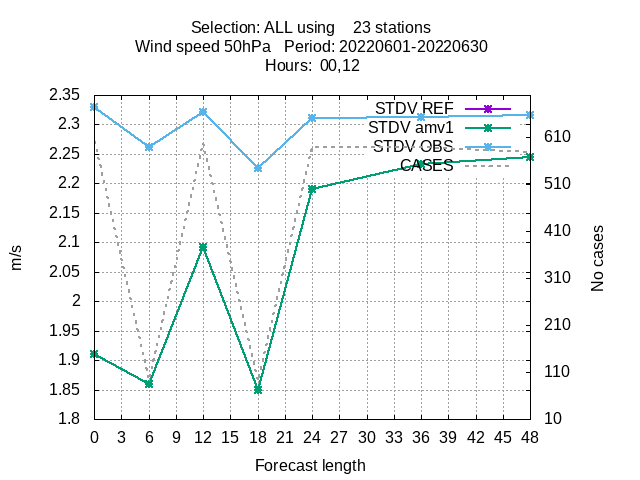 Selection: ALL using    23 stations
Wind speed 50hPa   Period: 20220601-20220630
Hours:  00,12
2.35
2.3
2.25
2.2
2.15
2.1
2.05
2
1.95
1.9
1.85
1.8
m/s
STDV REF
STDV amv1
STDV OBS
CASES
610
510
410
310
210
110
10
No cases
0 3 6 9 12 15 18 21 24 27 30 33 36 39 42 45 48
Forecast length